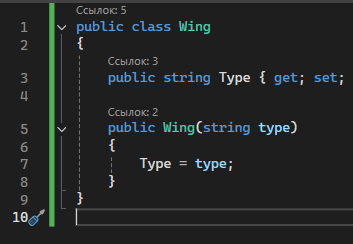 Ссылок: 5
1 public class Wing
2 {
Ссылок: 3
3 public string Type { get; set;
4
Ссылок: 2
5 public Wing(string type)
6 {
7 Type = type;
8 }
9 }
10